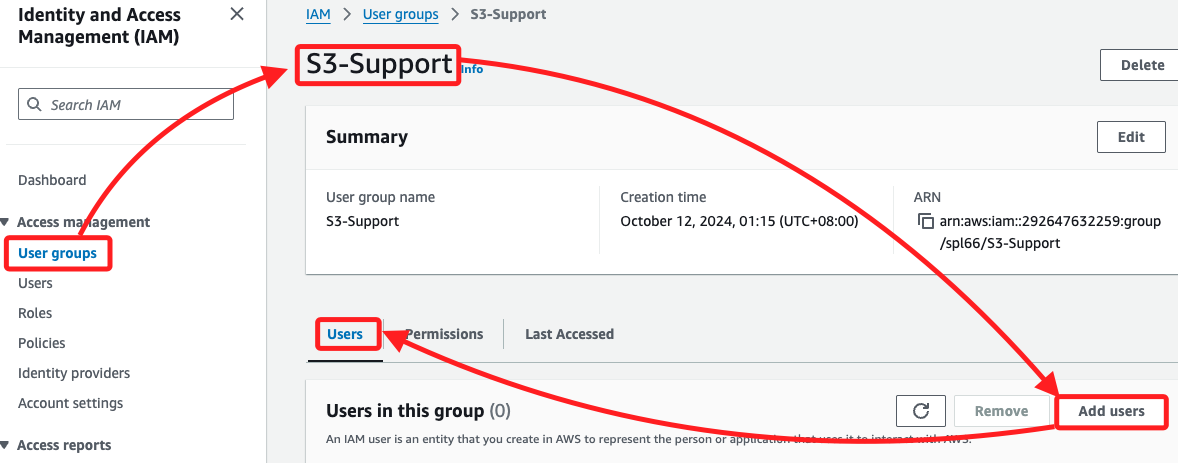 Identity and Access
Management (IAM)
Search IAM
Dashboard
Access management
User groups
Users
Roles
Policies
Identity providers
Account settings
Access reports
IAM > User groups > S3-Support
S3-Support Info
Delete
Summary
Edit
User group name
S3-Support
Creation time
October 12, 2024, 01:15 (UTC+08:00)
ARN
arn:aws:iam::292647632259:group
/spl66/S3-Support
Users
Permissions
Last Accessed
Users in this group (0)
Remove
Add users
An IAM user is an entity that you create in AWS to represent the person or application that uses it to interact with AWS.